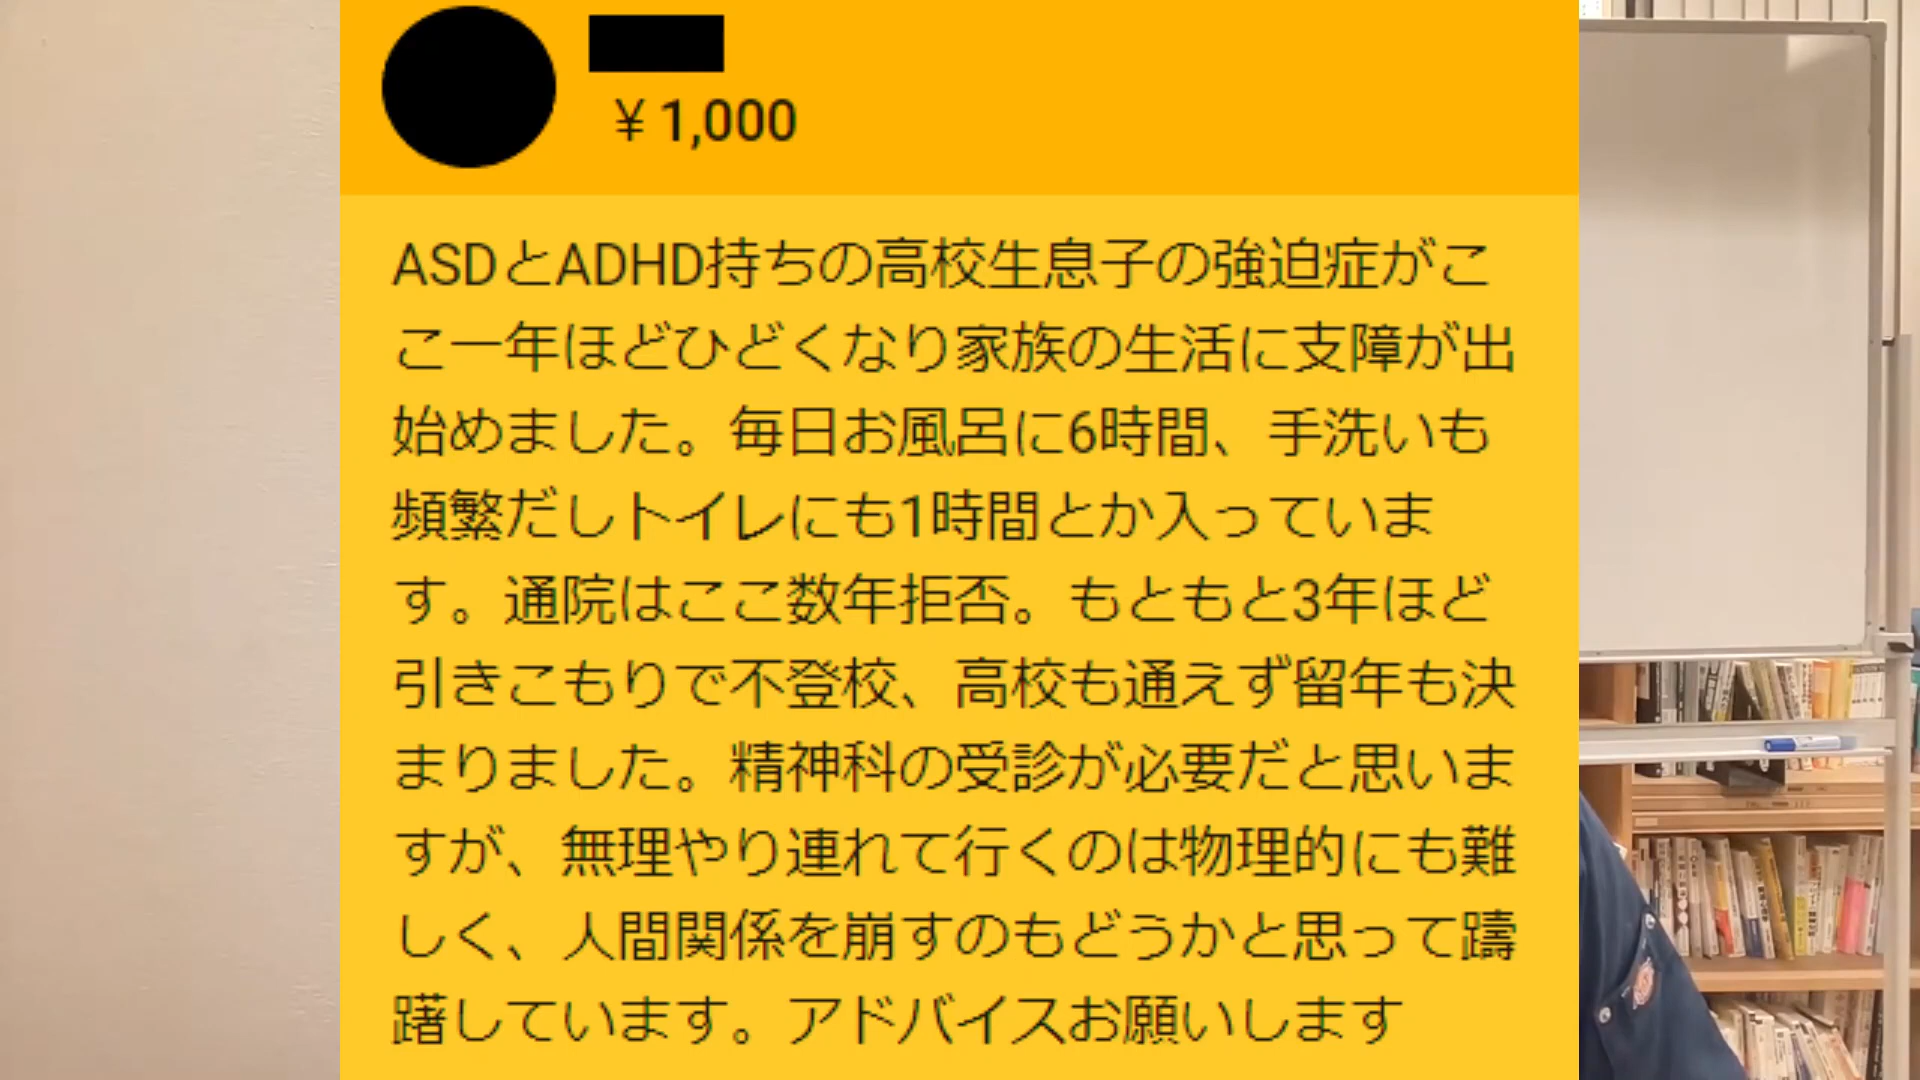 ¥1,000
ASDとADHD持ちの高校生息子の強迫症がこ
こ一年ほどひどくなり家族の生活に支障が出
始めました。毎日お風呂に6時間、手洗いも
頻繁だしトイレにも1時間とか入っていま
す。通院はここ数年拒否。もともと3年ほど
引きこもりで不登校、高校も通えず留年も決
まりました。精神科の受診が必要だと思いま
すが、無理やり連れて行くのは物理的にも難
しく、人間関係を崩すのもどうかと思って躊
躇しています。アドバイスお願いします